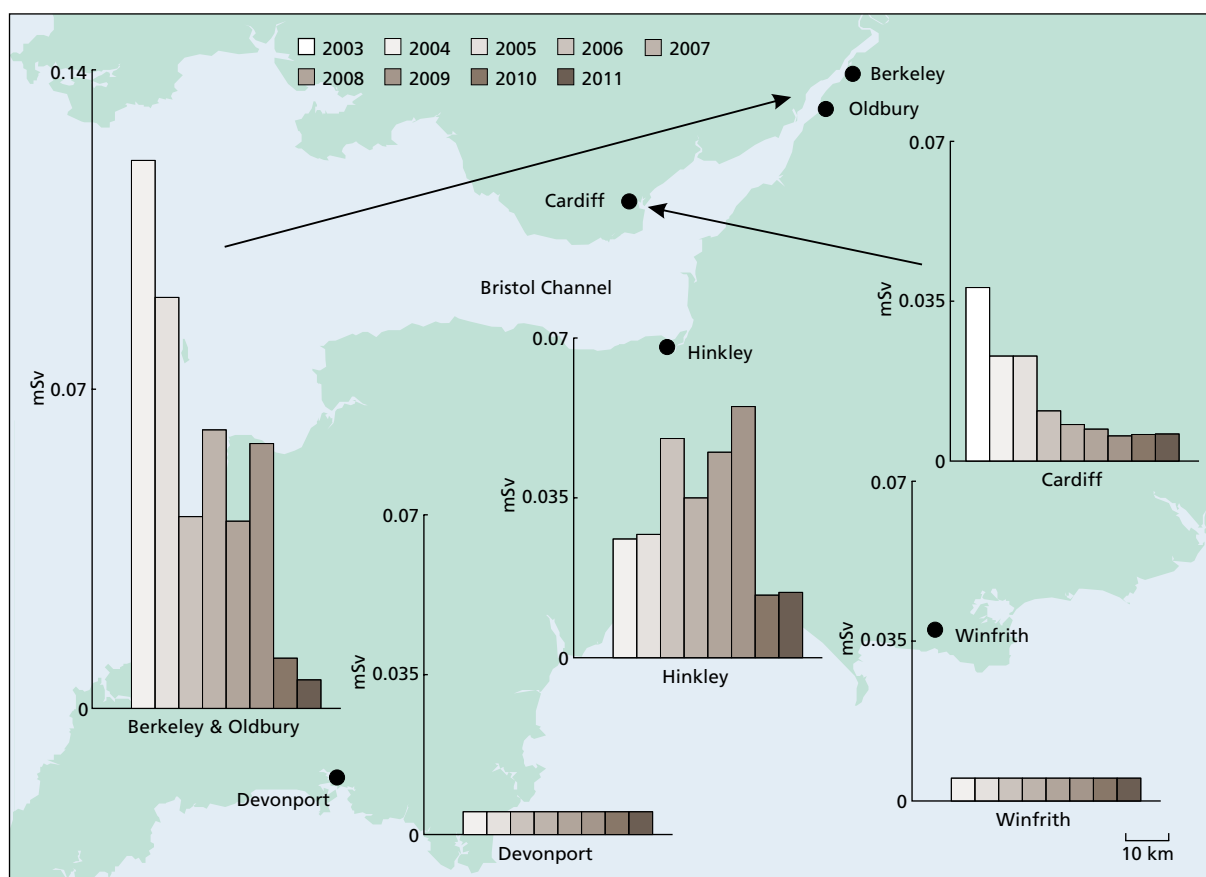 2003 2004 2005 2006 2007
2008 2009 2010 2011
0.14
0.07
0
mSv
Berkeley & Oldbury
Berkeley
Oldbury
Cardiff
Bristol Channel
0.07
0.035
0
mSv
Cardiff
Hinkley
0.07
0.035
0
mSv
Hinkley
0.07
0.035
0
mSv
Winfrith
Winfrith
Devonport
0.07
0.035
0
mSv
Devonport
10 km